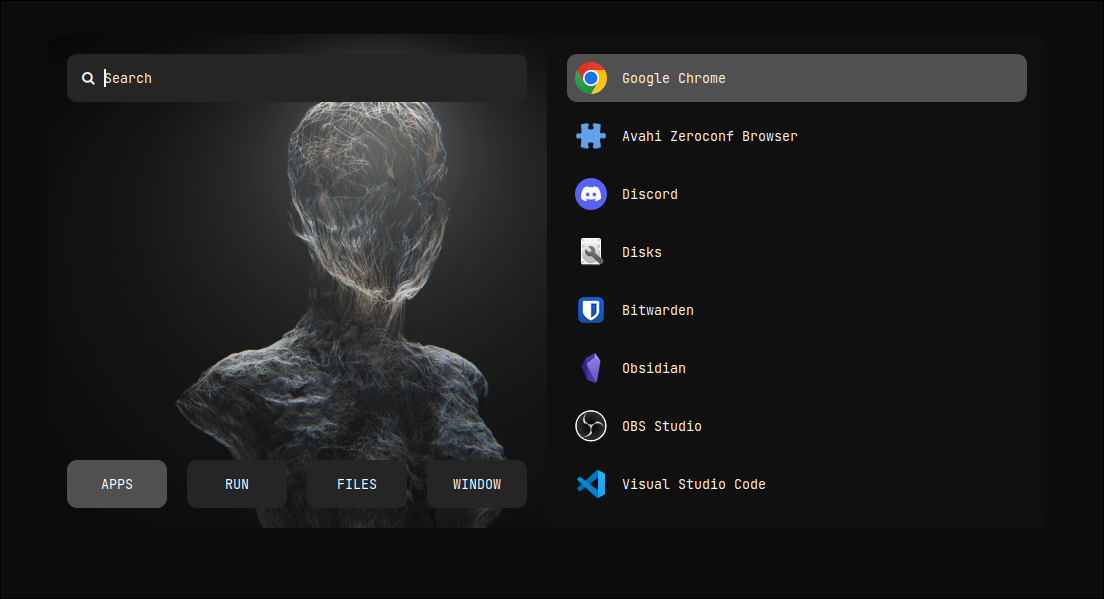 Search
APPS
RUN
FILES
WINDOW
Google Chrome
Avahi Zeroconf Browser
Discord
Disks
Bitwarden
Obsidian
OBS Studio
Visual Studio Code